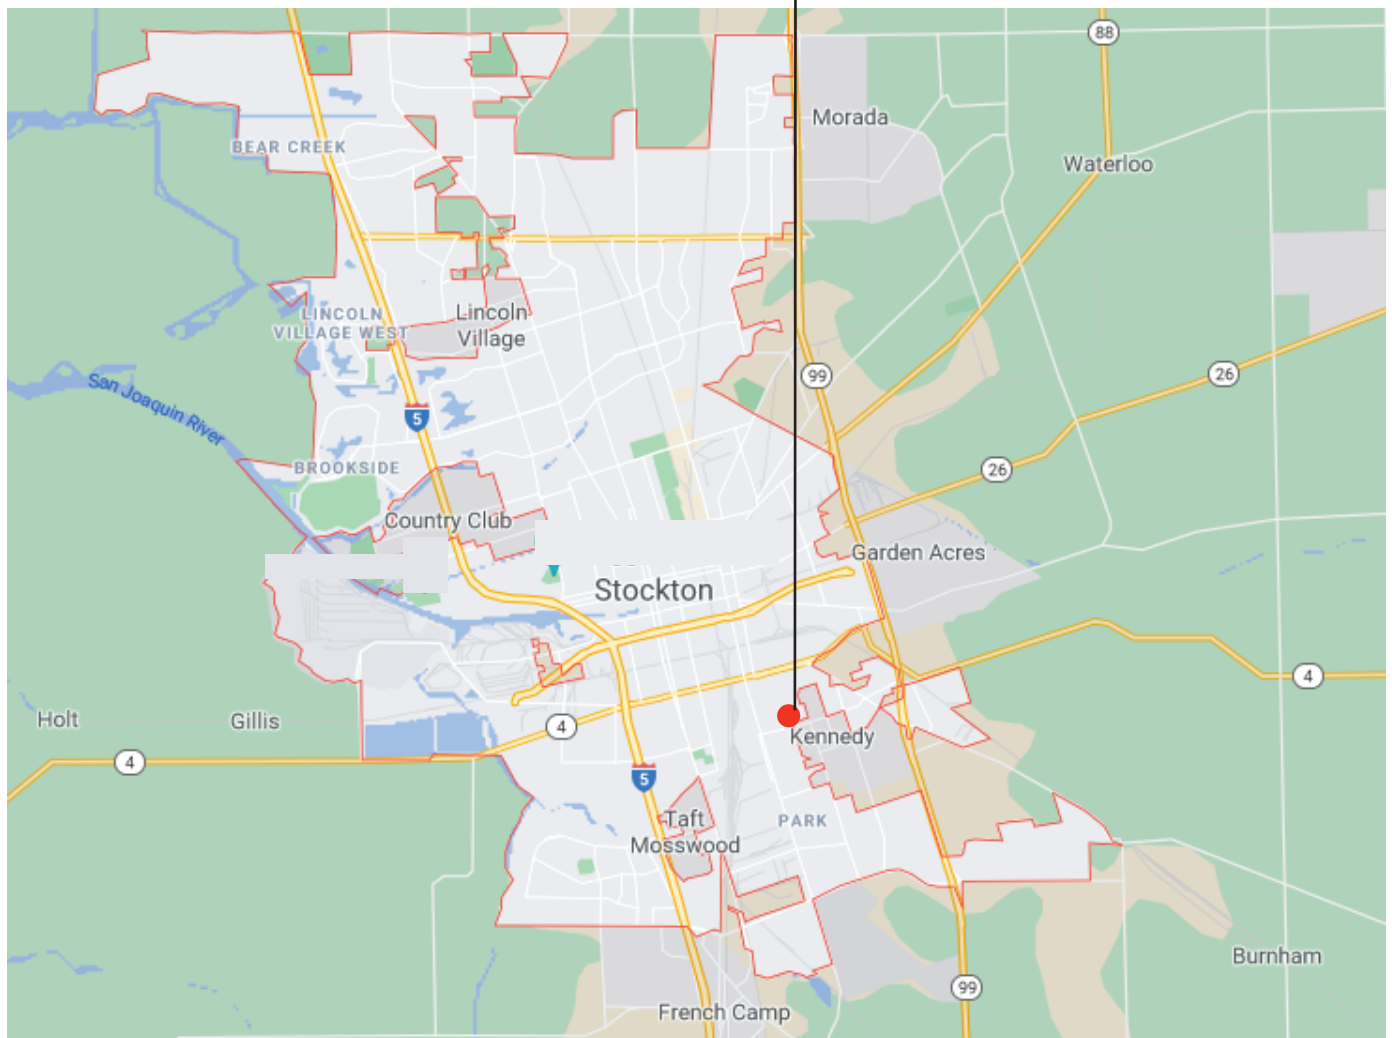 88
Morada
BEAR CREEK
Waterloo
LINCOLN
VILLAGE WEST
Lincoln
Village
99
26
San Joaquin River
5
BROOKSIDE
26
Country Club
Garden Acres
Stockton
4
Holt
Gillis
4
Kennedy
4
5
Taft
Mosswood
PARK
Burnham
99
French Camp